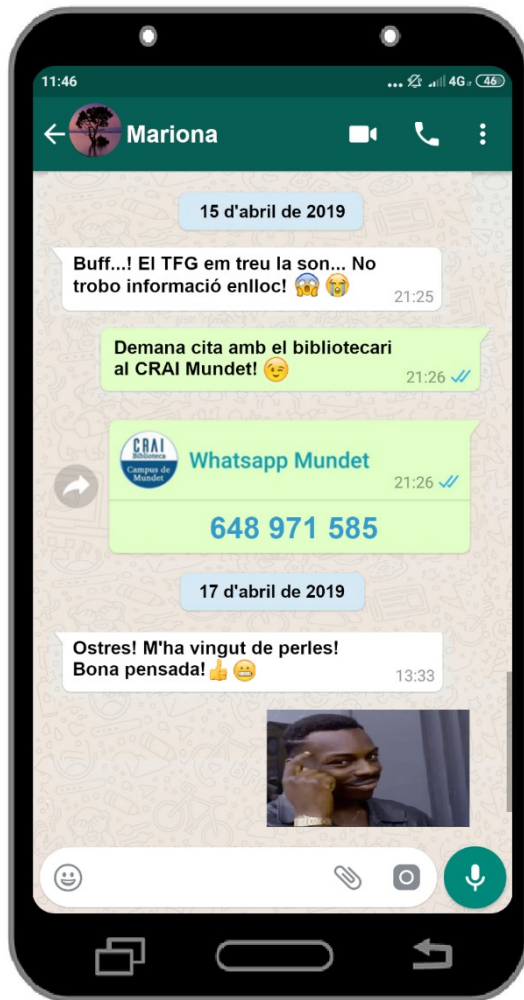 11:46
... 4G 46
Mariona
15 d'abril de 2019
Buff...! El TFG em treu la son... No
trobo informació enlloc! 😱 😭
21:25
Demana cita amb el bibliotecari
al CRAI Mundet! 😉
21:26
CRAI
Biblioteca
Campus de
Mundet
Whatsapp Mundet
21:26
648 971 585
17 d'abril de 2019
Ostres! M'ha vingut de perles!
Bona pensada!👍 😬
13:33